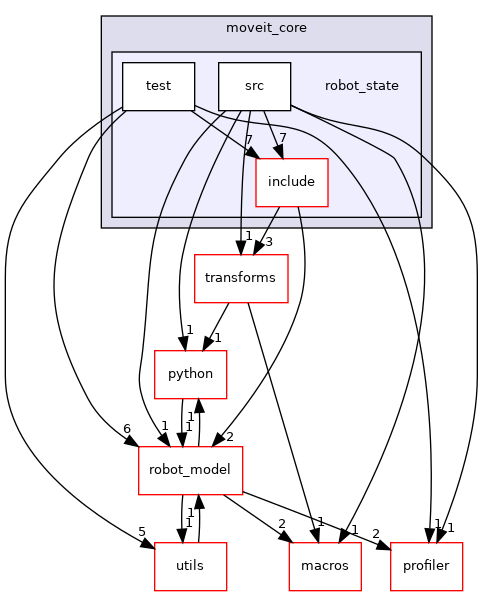 moveit_core
test
src
robot_state
7
7
include
1
3
transforms
1
1
python
6
1
1
1
2
robot_model
5
1
1
2
1
1
2
1
1
utils
macros
profiler